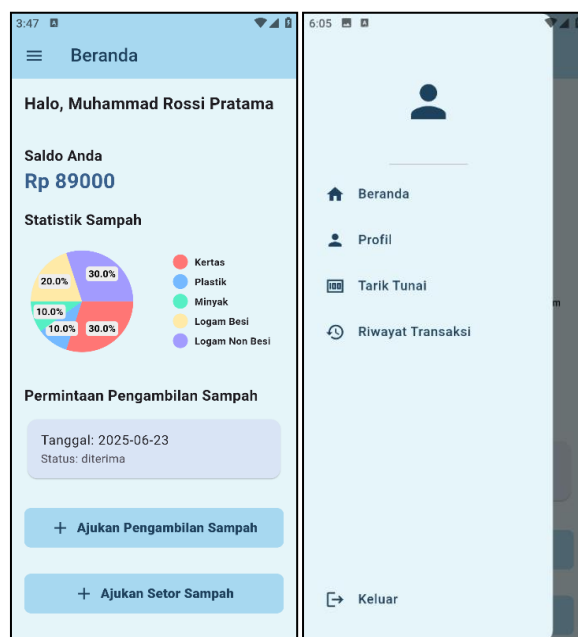 3:47
Beranda
Halo, Muhammad Rossi Pratama
Saldo Anda
Rp 89000
Statistik Sampah
20.0%
30.0%
10.0%
10.0%
30.0%
Kertas
Plastik
Minyak
Logam Besi
Logam Non Besi
Permintaan Pengambilan Sampah
Tanggal: 2025-06-23
Status: diterima
+ Ajukan Pengambilan Sampah
+ Ajukan Setor Sampah
6:05
Beranda
Profil
Tarik Tunai
Riwayat Transaksi
m
Keluar